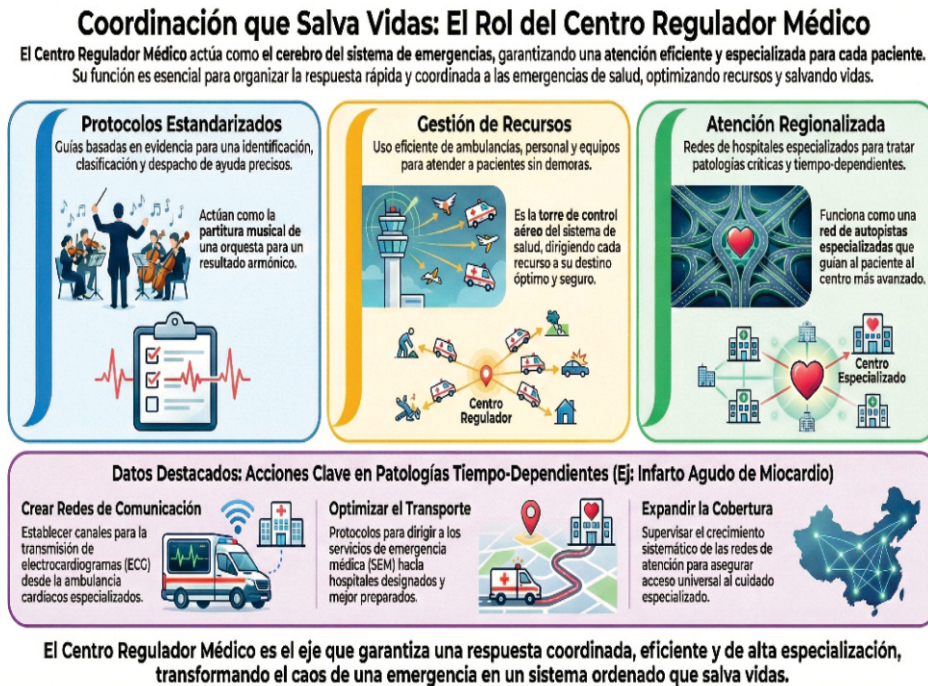 Coordinación que Salva Vidas: El Rol del Centro Regulador Médico
El Centro Regulador Médico actúa como el cerebro del sistema de emergencias, garantizando una atención eficiente y especializada para cada paciente.
Su función es esencial para organizar la respuesta rápida y coordinada a las emergencias de salud, optimizando recursos y salvando vidas.
Protocolos Estandarizados
Guías basadas en evidencia para una identificación,
clasificación y despacho de ayuda precisos.
Actúan como la
partitura musical de
una orquesta para un
resultado armónico.
Gestión de Recursos
Uso eficiente de ambulancias, personal y equipos
para atender a pacientes sin demoras.
Es la torre de control
aéreo del sistema de
salud, dirigiendo cada
recurso a su destino
óptimo y seguro.
Centro
Regulador
Atención Regionalizada
Redes de hospitales especializados para tratar
patologías críticas y tiempo-dependientes.
Funciona como una
red de autopistas
especializadas que
guían al paciente al
centro más avanzado.
Centro
Especializado
Datos Destacados: Acciones Clave en Patologías Tiempo-Dependientes (Ej: Infarto Agudo de Miocardio)
Crear Redes de Comunicación
Establecer canales para la
transmisión de
electrocardiogramas (ECC)
desde la ambulancia
cardíacos especializados.
Optimizar el Transporte
Protocolos para dirigir a los
servicios de emergencia
médica (SEM) hacia
hospitales designados y
mejor preparados.
Expandir la Cobertura
Supervisar el crecimiento
sistemático de las redes de
atención para asegurar
acceso universal al cuidado
especializado.
El Centro Regulador Médico es el eje que garantiza una respuesta coordinada, eficiente y de alta especialización,
transformando el caos de una emergencia en un sistema ordenado que salva vidas.